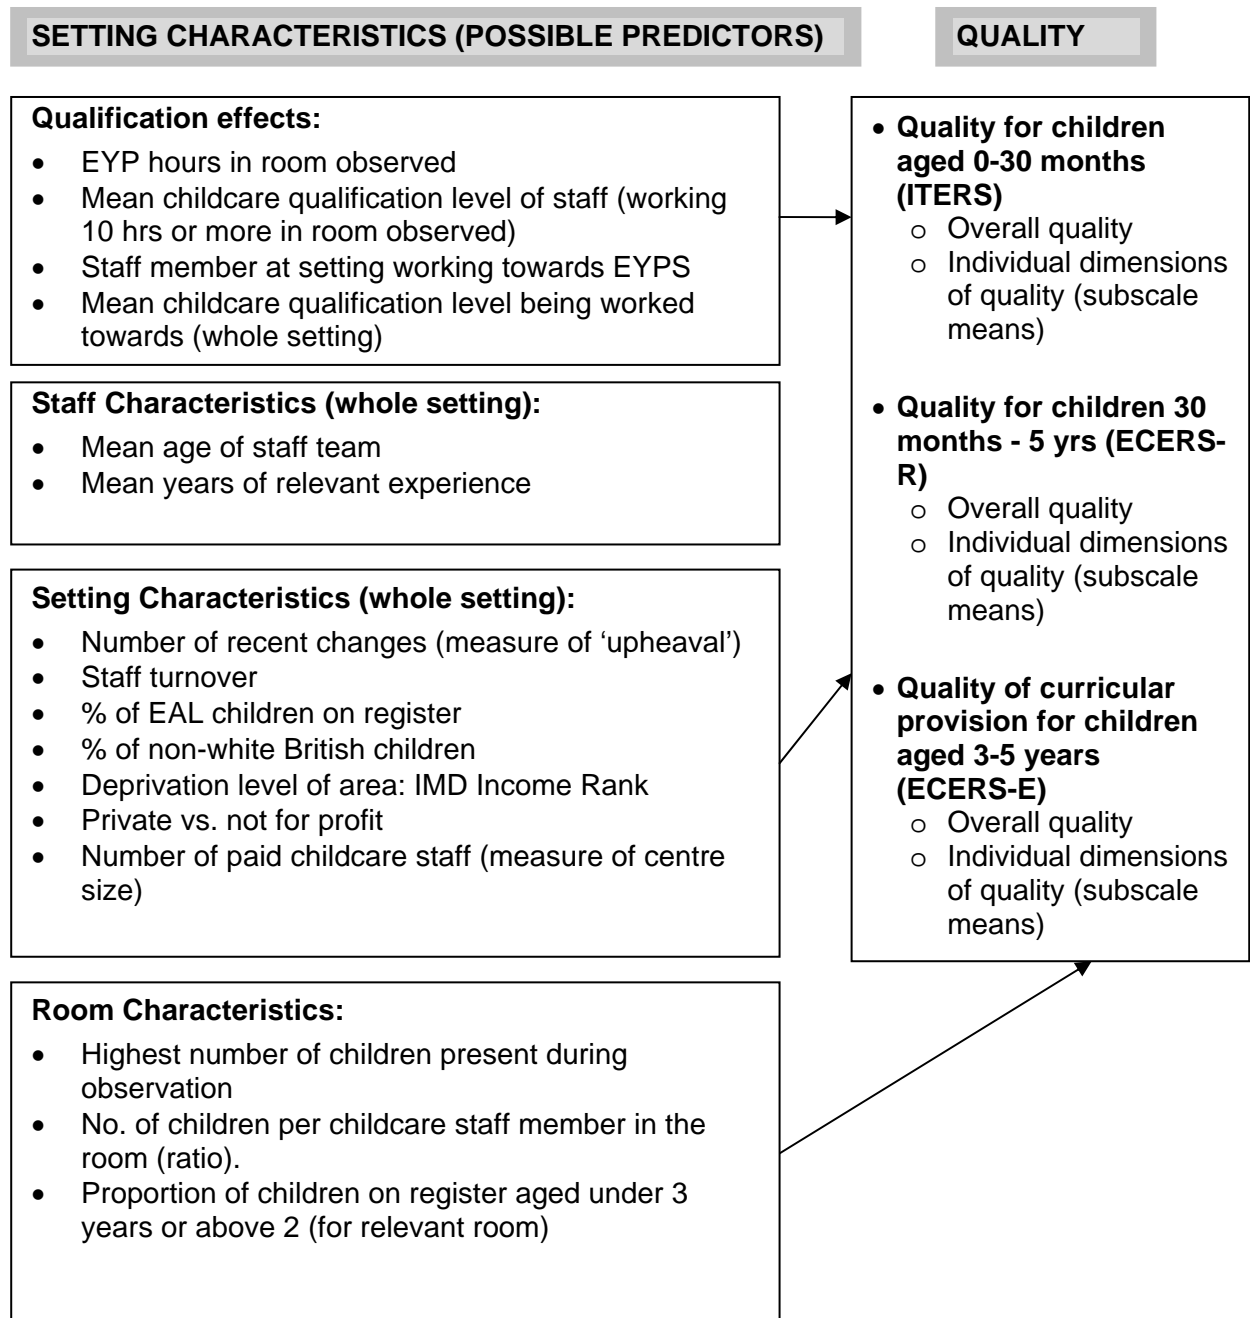 SETTING CHARACTERISTICS (POSSIBLE PREDICTORS)
QUALITY
Qualification effects:
• EYP hours in room observed
• Mean childcare qualification level of staff (working
10 hrs or more in room observed)
• Staff member at setting working towards EYPS
• Mean childcare qualification level being worked
towards (whole setting)
Staff Characteristics (whole setting):
• Mean age of staff team
• Mean years of relevant experience
Setting Characteristics (whole setting):
• Number of recent changes (measure of ‘upheaval’)
• Staff turnover
• % of EAL children on register
• % of non-white British children
• Deprivation level of area: IMD Income Rank
• Private vs. not for profit
• Number of paid childcare staff (measure of centre
size)
Room Characteristics:
• Highest number of children present during
observation
• No. of children per childcare staff member in the
room (ratio).
• Proportion of children on register aged under 3
years or above 2 (for relevant room)
• Quality for children
aged 0-30 months
(ITERS)
o Overall quality
o Individual dimensions
of quality (subscale
means)
• Quality for children 30
months - 5 yrs (ECERS-
R)
o Overall quality
o Individual dimensions
of quality (subscale
means)
• Quality of curricular
provision for children
aged 3-5 years
(ECERS-E)
o Overall quality
o Individual dimensions
of quality (subscale
means)